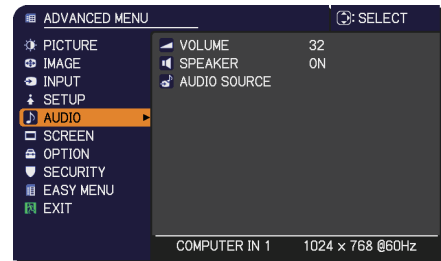 ADVANCED MENU : SELECT
PICTURE
IMAGE
INPUT
SETUP
AUDIO
SCREEN
OPTION
SECURITY
EASY MENU
EXIT
VOLUME 32
SPEAKER ON
AUDIO SOURCE
COMPUTER IN 1 1024 x 768 @60Hz